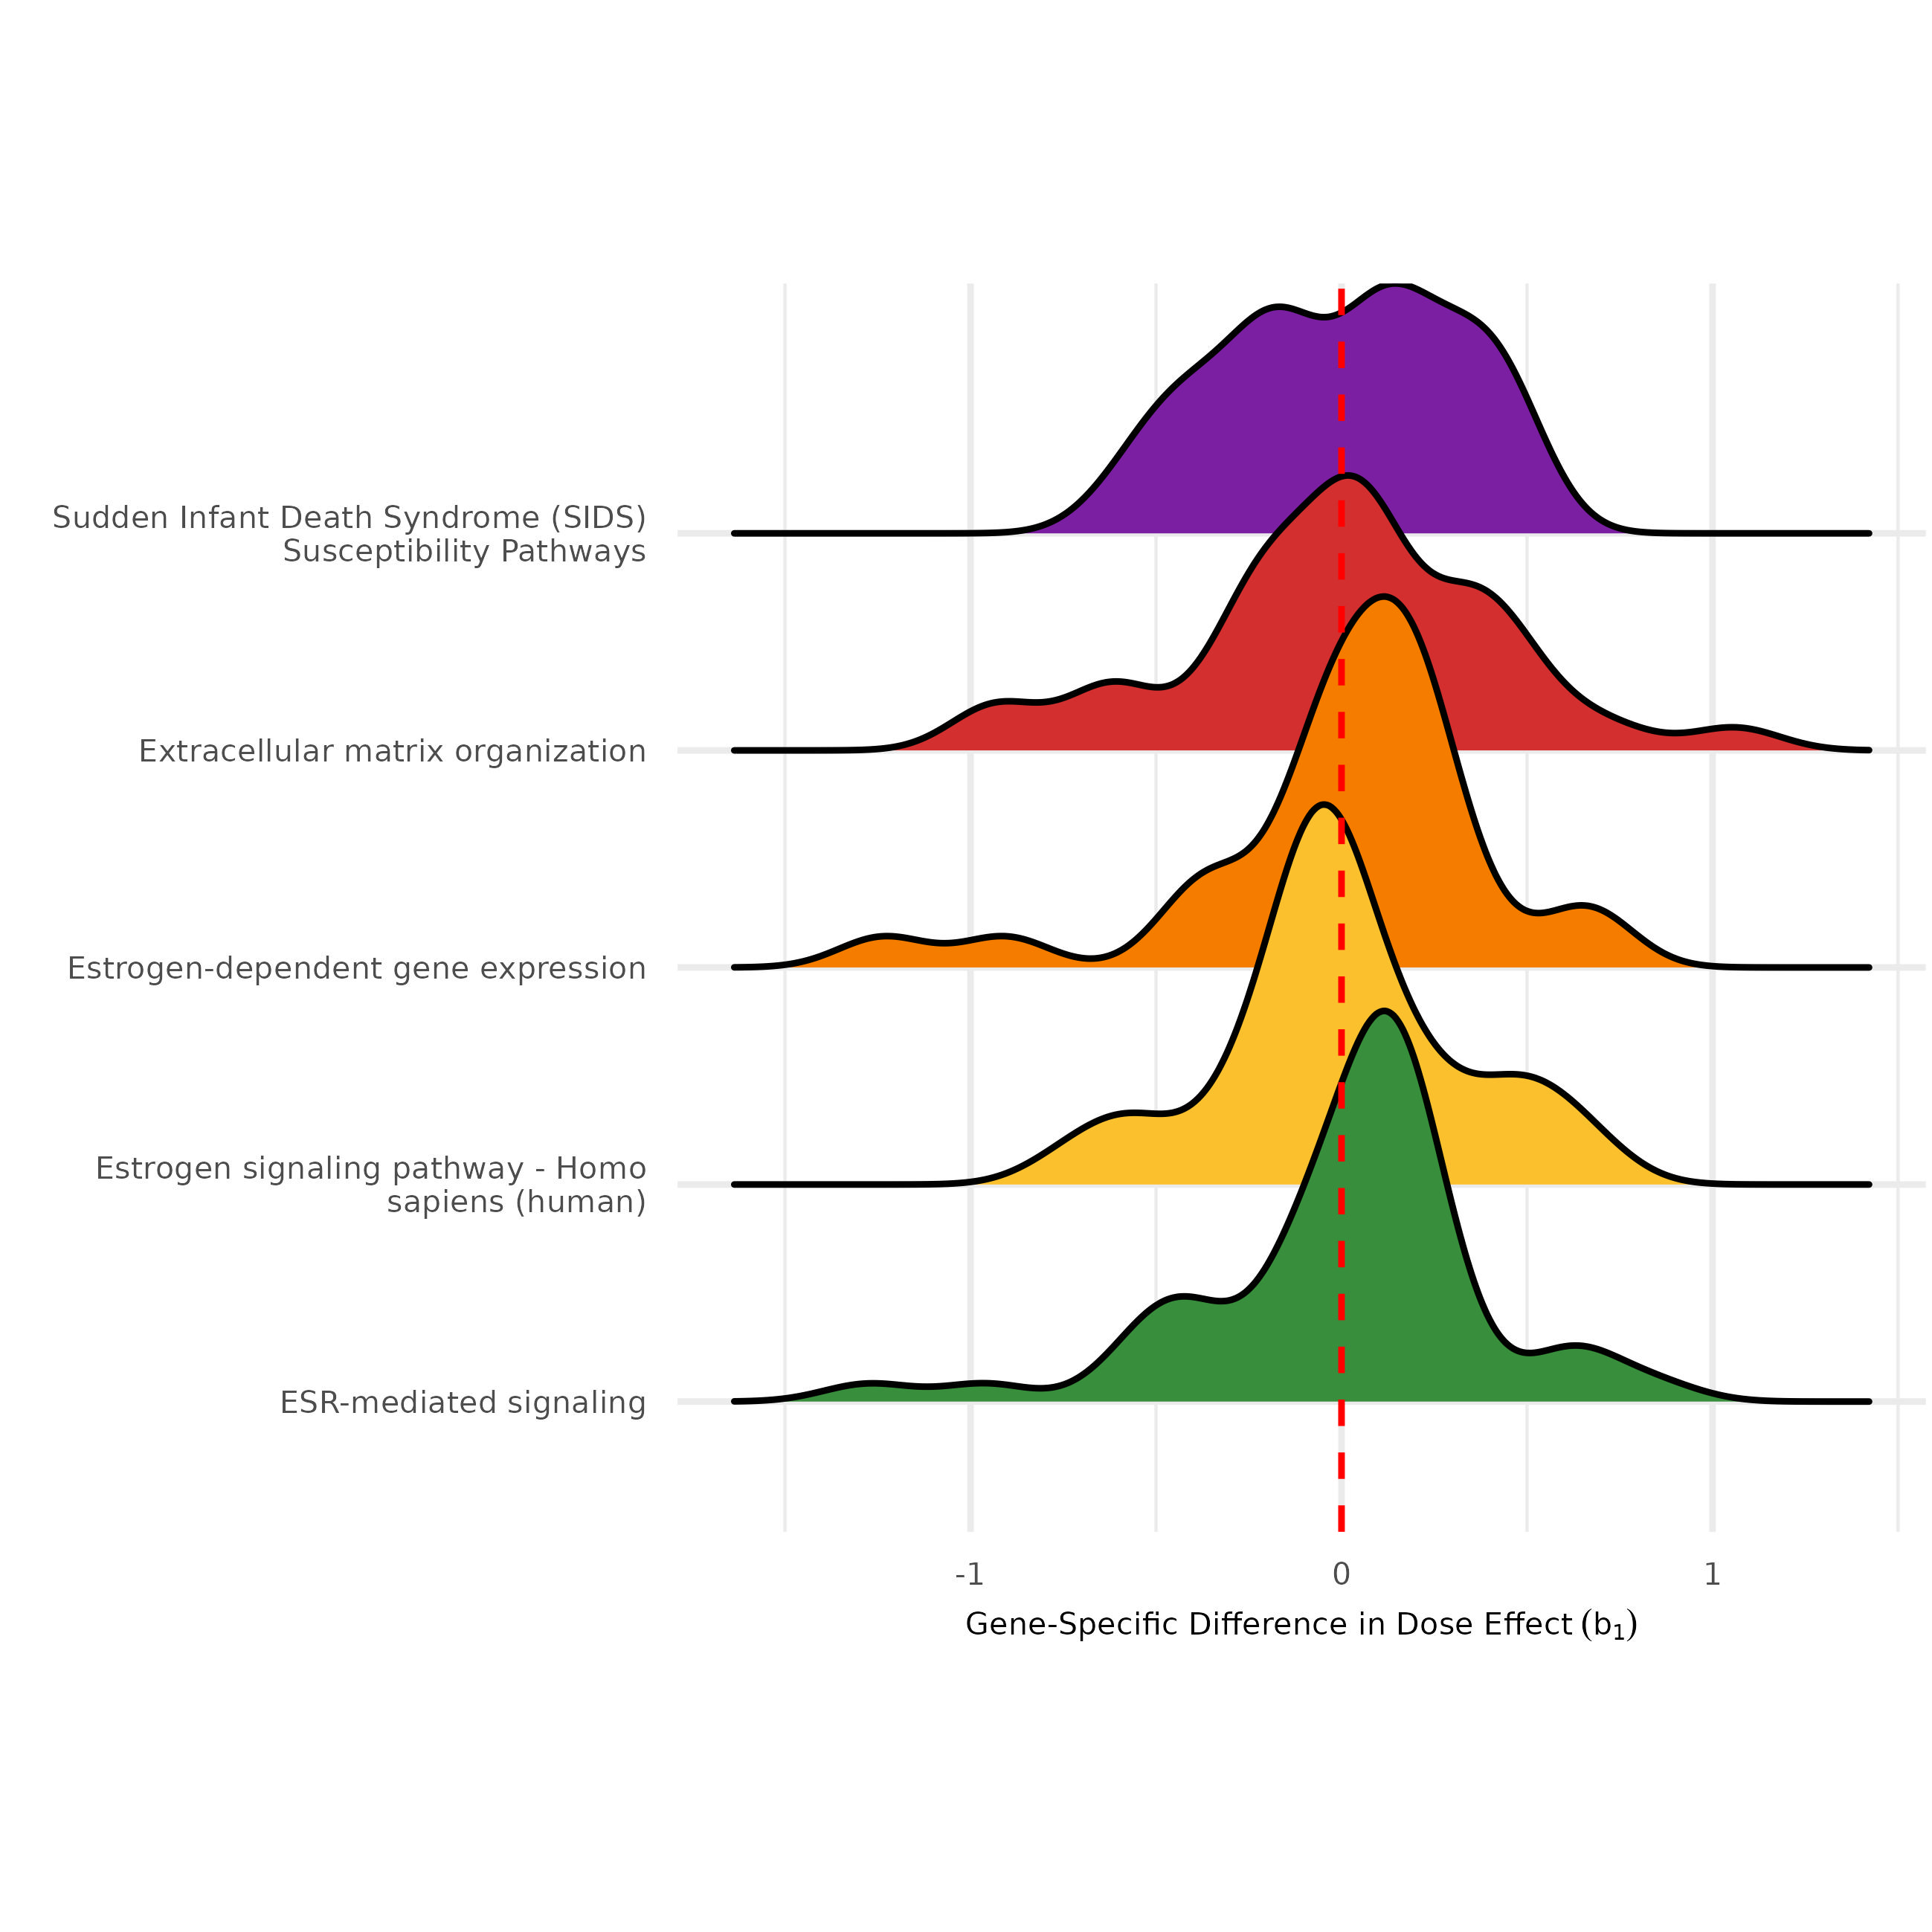 Sudden Infant Death Syndrome (SIDS)
Susceptibility Pathways
Extracellular matrix organization
Estrogen-dependent gene expression
Estrogen signaling pathway - Homo
sapiens (human)
ESR-mediated signaling
-1 0 1
Gene-Specific Difference in Dose Effect (b₁)